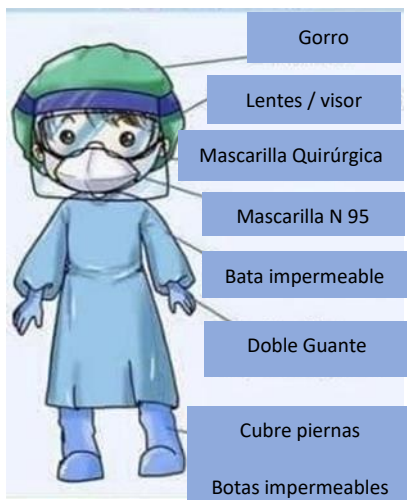 Gorro
Lentes / visor
Mascarilla Quirúrgica
Mascarilla N 95
Bata impermeable
Doble Guante
Cubre piernas
Botas impermeables